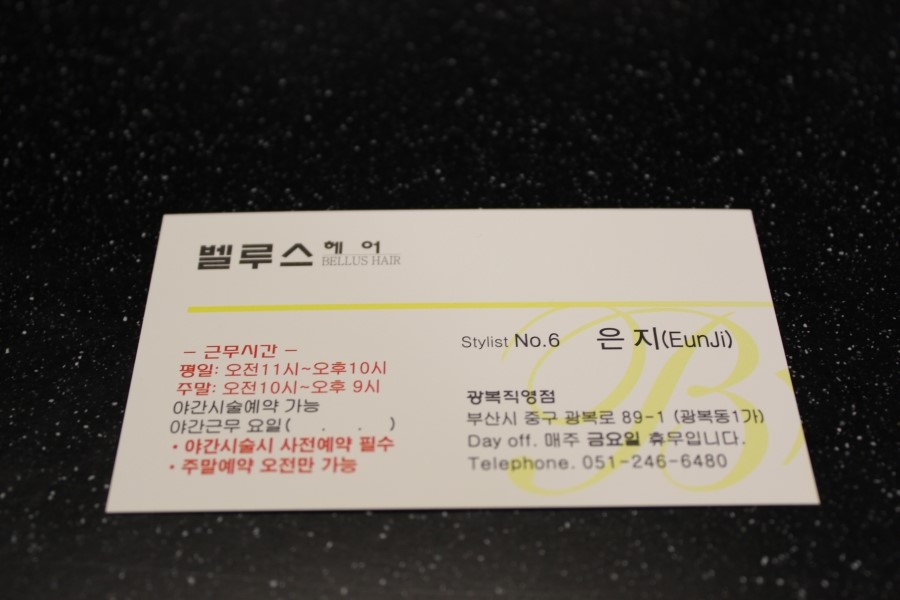 벨루스 헤어
BELLUS HAIR
Stylist No.6 은지(EunJi)
- 근무시간 -
평일: 오전11시~오후10시
주말: 오전10시~오후 9시
야간시술예약 가능
야간근무 요일( . . . )
• 야간시술시 사전예약 필수
• 주말예약 오전만 가능
광복직영점
부산시 중구 광복로 89-1 (광복동1가)
Day off. 매주 금요일 휴무입니다.
Telephone. 051-246-6480
B